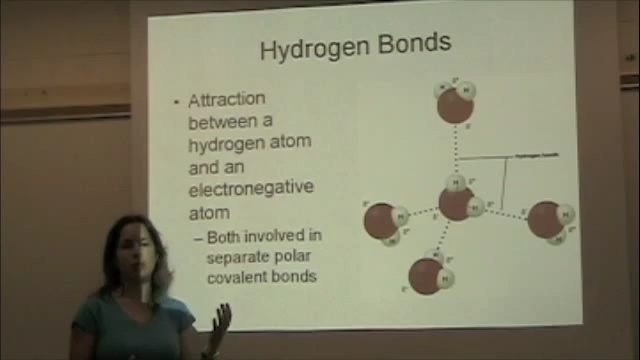 Hydrogen Bonds
• Attraction
between a
hydrogen atom
and an
electronegative
atom
– Both involved in
separate polar
covalent bonds
Hydrogen bonds
H
H
H
H
H
H
H